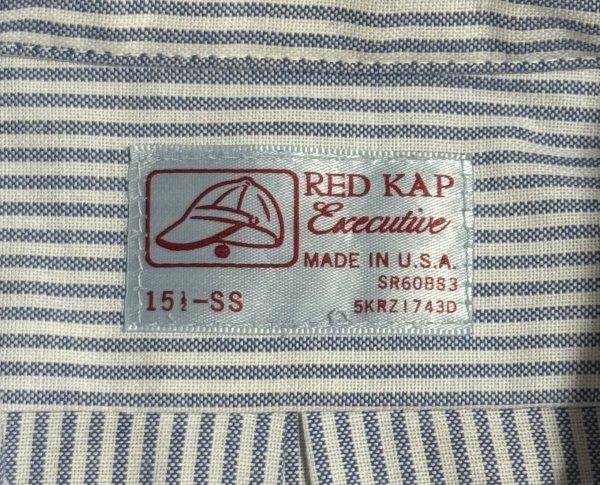 RED KAP
Executive
MADE IN U.S.A.
SR60BS3
15½-SS
5KRZ1743D